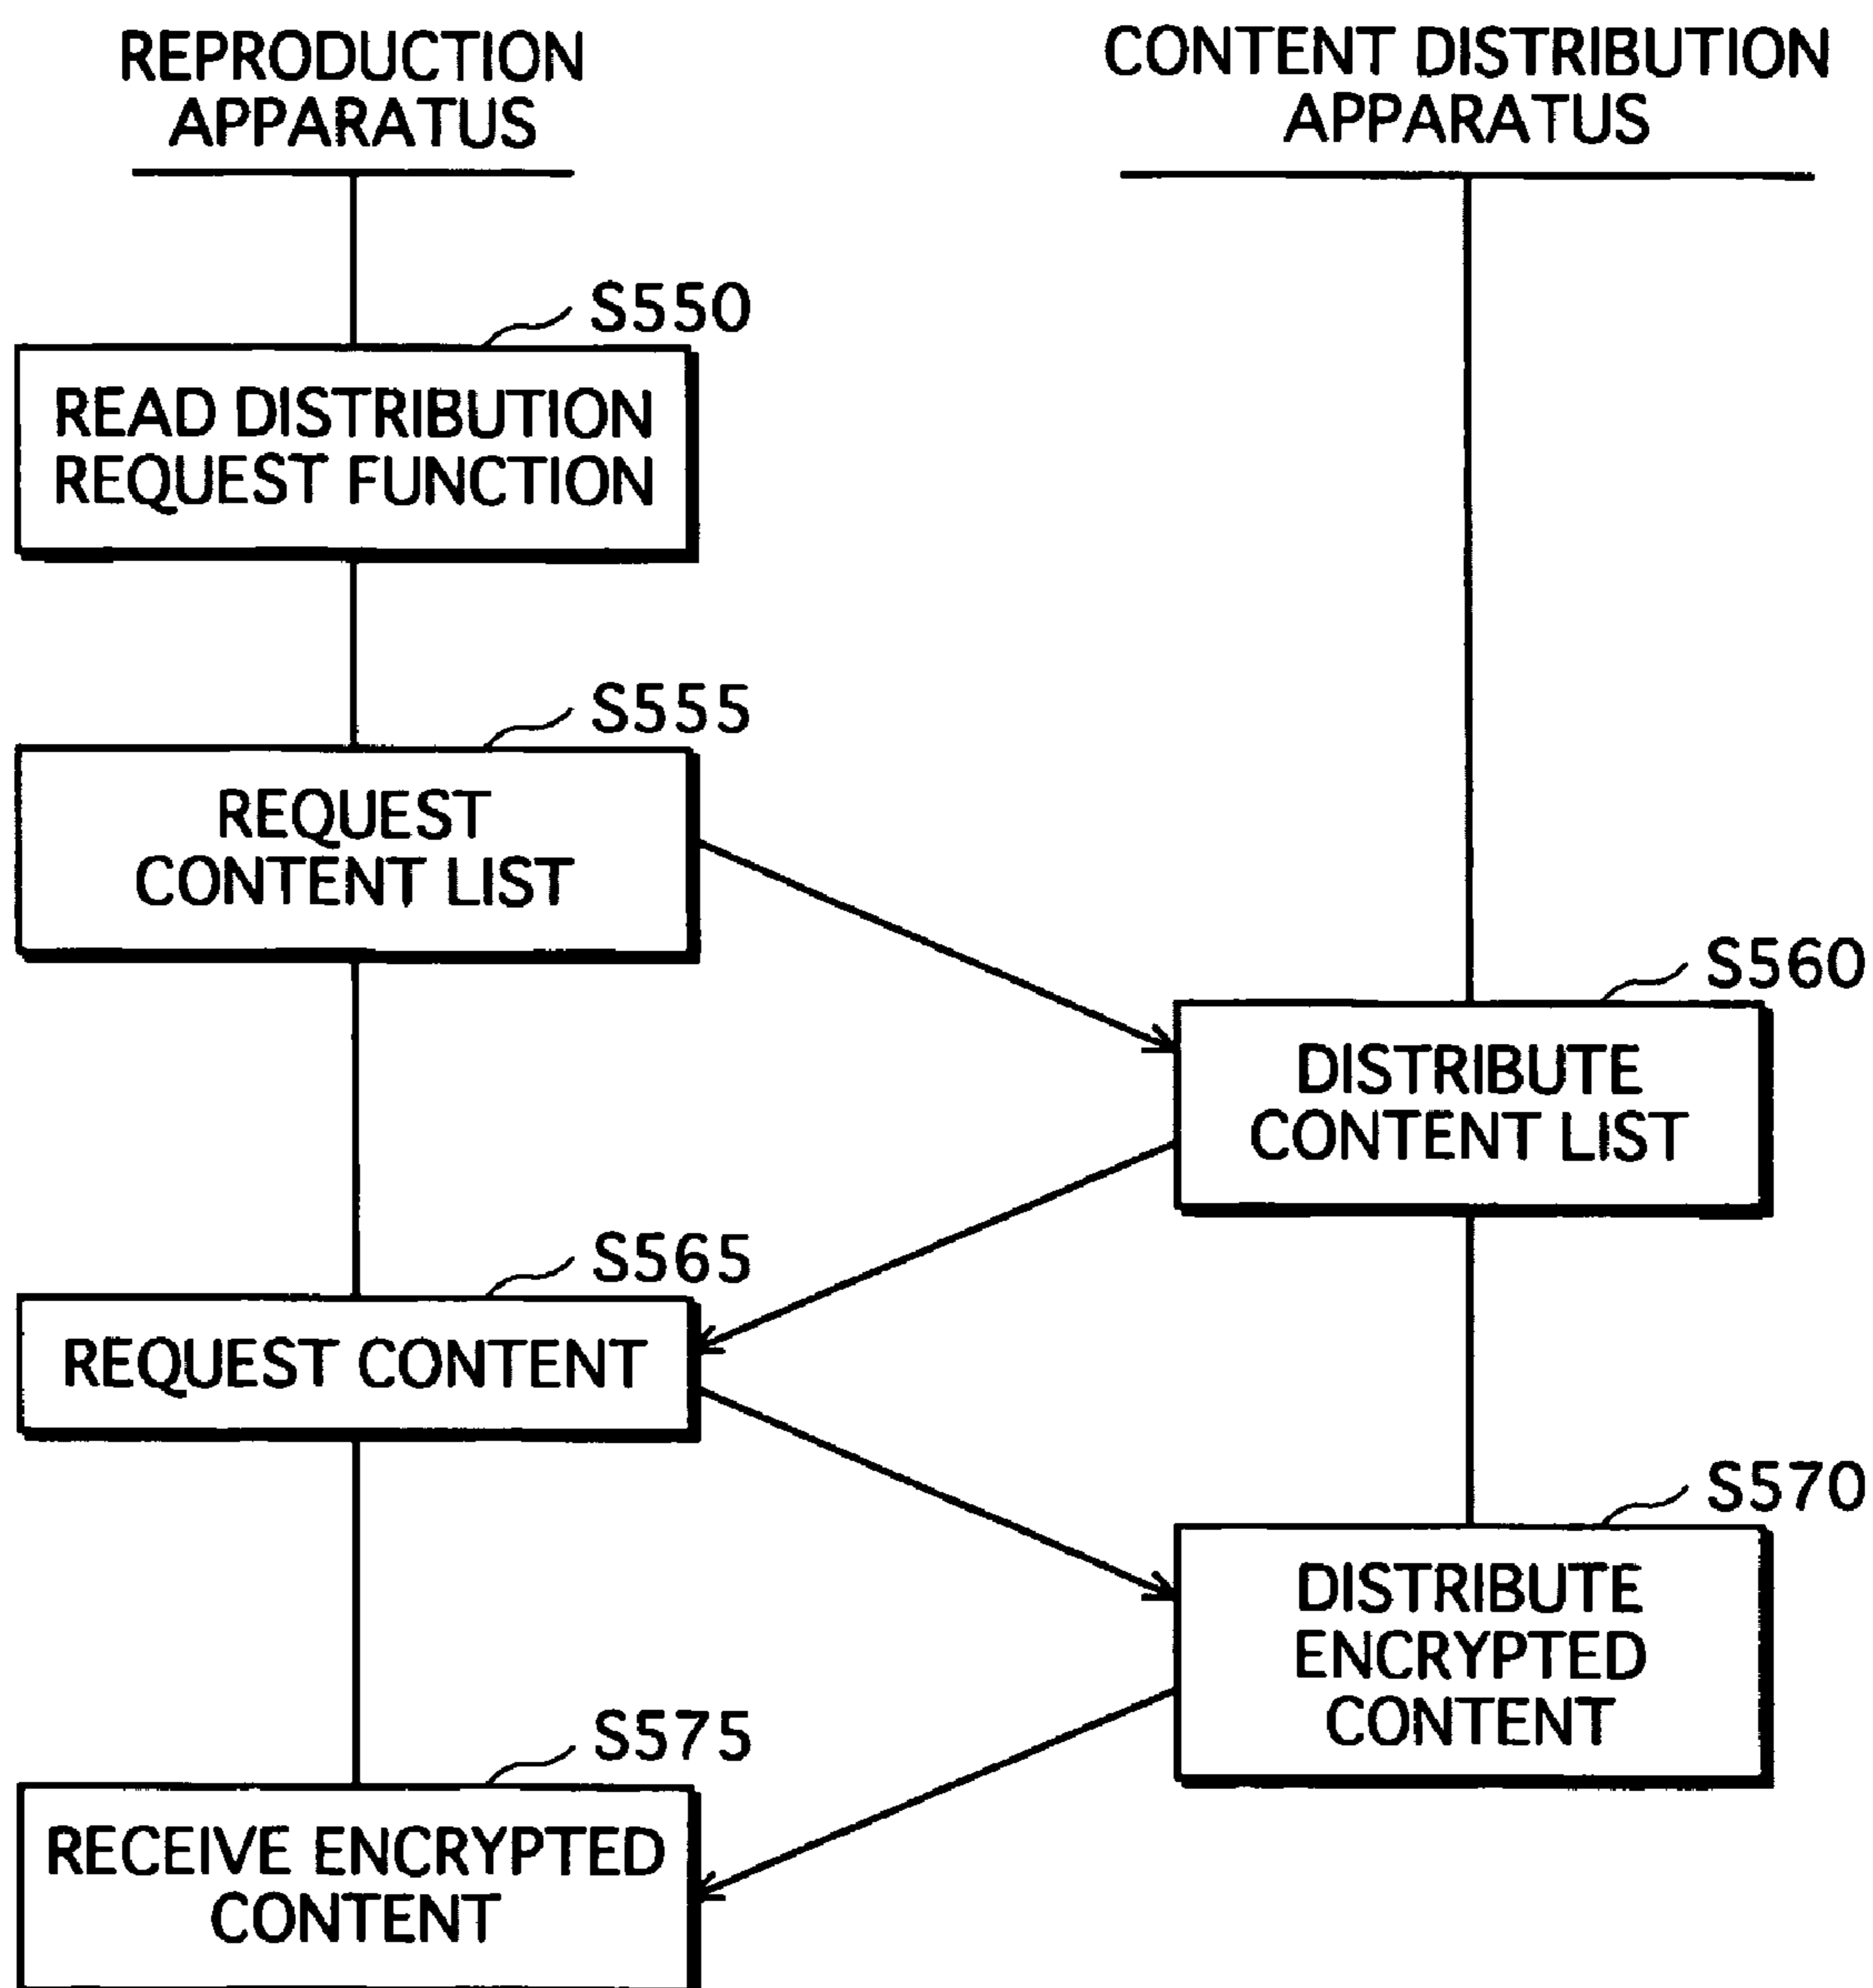 REPRODUCTION
APPARATUS
CONTENT DISTRIBUTION
APPARATUS
S550
READ DISTRIBUTION
REQUEST FUNCTION
S555
REQUEST
CONTENT LIST
S560
DISTRIBUTE
CONTENT LIST
S565
REQUEST CONTENT
S570
DISTRIBUTE
ENCRYPTED
CONTENT
S575
RECEIVE ENCRYPTED
CONTENT